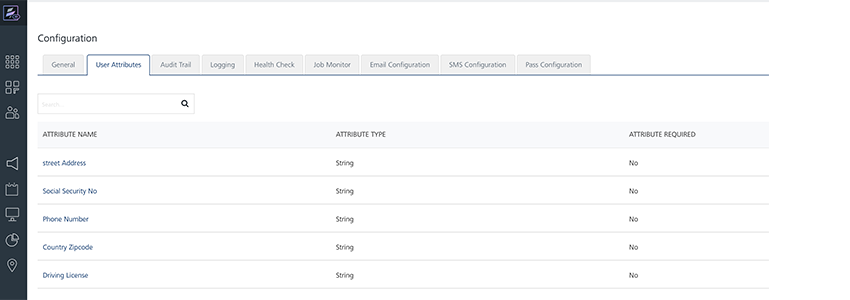 Configuration
General User Attributes Audit Trail Logging Health Check Job Monitor Email Configuration SMS Configuration Pass Configuration
Search...
ATTRIBUTE NAME ATTRIBUTE TYPE ATTRIBUTE REQUIRED
street Address String No
Social Security No String No
Phone Number String No
Country Zipcode String No
Driving License String No